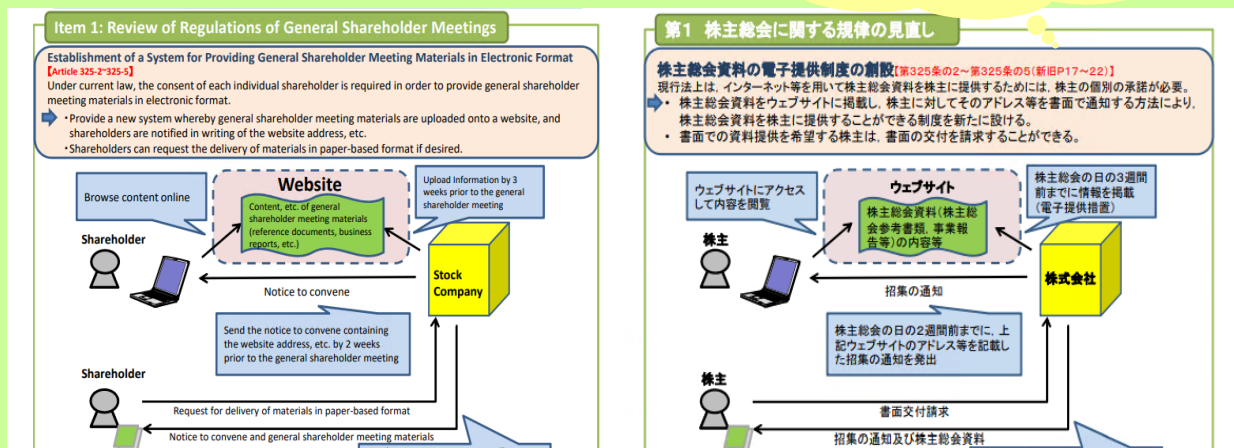 Item 1: Review of Regulations of General Shareholder Meetings
Establishment of a System for Providing General Shareholder Meeting Materials in Electronic Format
【Article 325-2~325-5】
Under current law, the consent of each individual shareholder is required in order to provide general shareholder
meeting materials in electronic format.
・Provide a new system whereby general shareholder meeting materials are uploaded onto a website, and
shareholders are notified in writing of the website address, etc.
・Shareholders can request the delivery of materials in paper-based format if desired.
Browse content online
Website
Content, etc. of general
shareholder meeting materials
(reference documents, business
reports, etc.)
Upload Information by 3
weeks prior to the general
shareholder meeting
Shareholder
Stock
Company
Notice to convene
Send the notice to convene containing
the website address, etc. by 2 weeks
prior to the general shareholder meeting
Shareholder
Request for delivery of materials in paper-based format
Notice to convene and general shareholder meeting materials
第1 株主総会に関する規律の見直し
株主総会資料の電子提供制度の創設【第325条の2~第325条の5(新旧P17~22)】
現行法上は,インターネット等を用いて株主総会資料を株主に提供するためには,株主の個別の承諾が必要。
・ 株主総会資料をウェブサイトに掲載し,株主に対してそのアドレス等を書面で通知する方法により,
株主総会資料を株主に提供することができる制度を新たに設ける。
・ 書面での資料提供を希望する株主は,書面の交付を請求することができる。
ウェブサイトにアクセス
して内容を閲覧
ウェブサイト
株主総会資料(株主総
会参考書類,事業報
告等)の内容等
株主総会の日の3週間
前までに情報を掲載
(電子提供措置)
株主
株式会社
招集の通知
株主総会の日の2週間前までに,上
記ウェブサイトのアドレス等を記載し
た招集の通知を発出
株主
書面交付請求
招集の通知及び株主総会資料